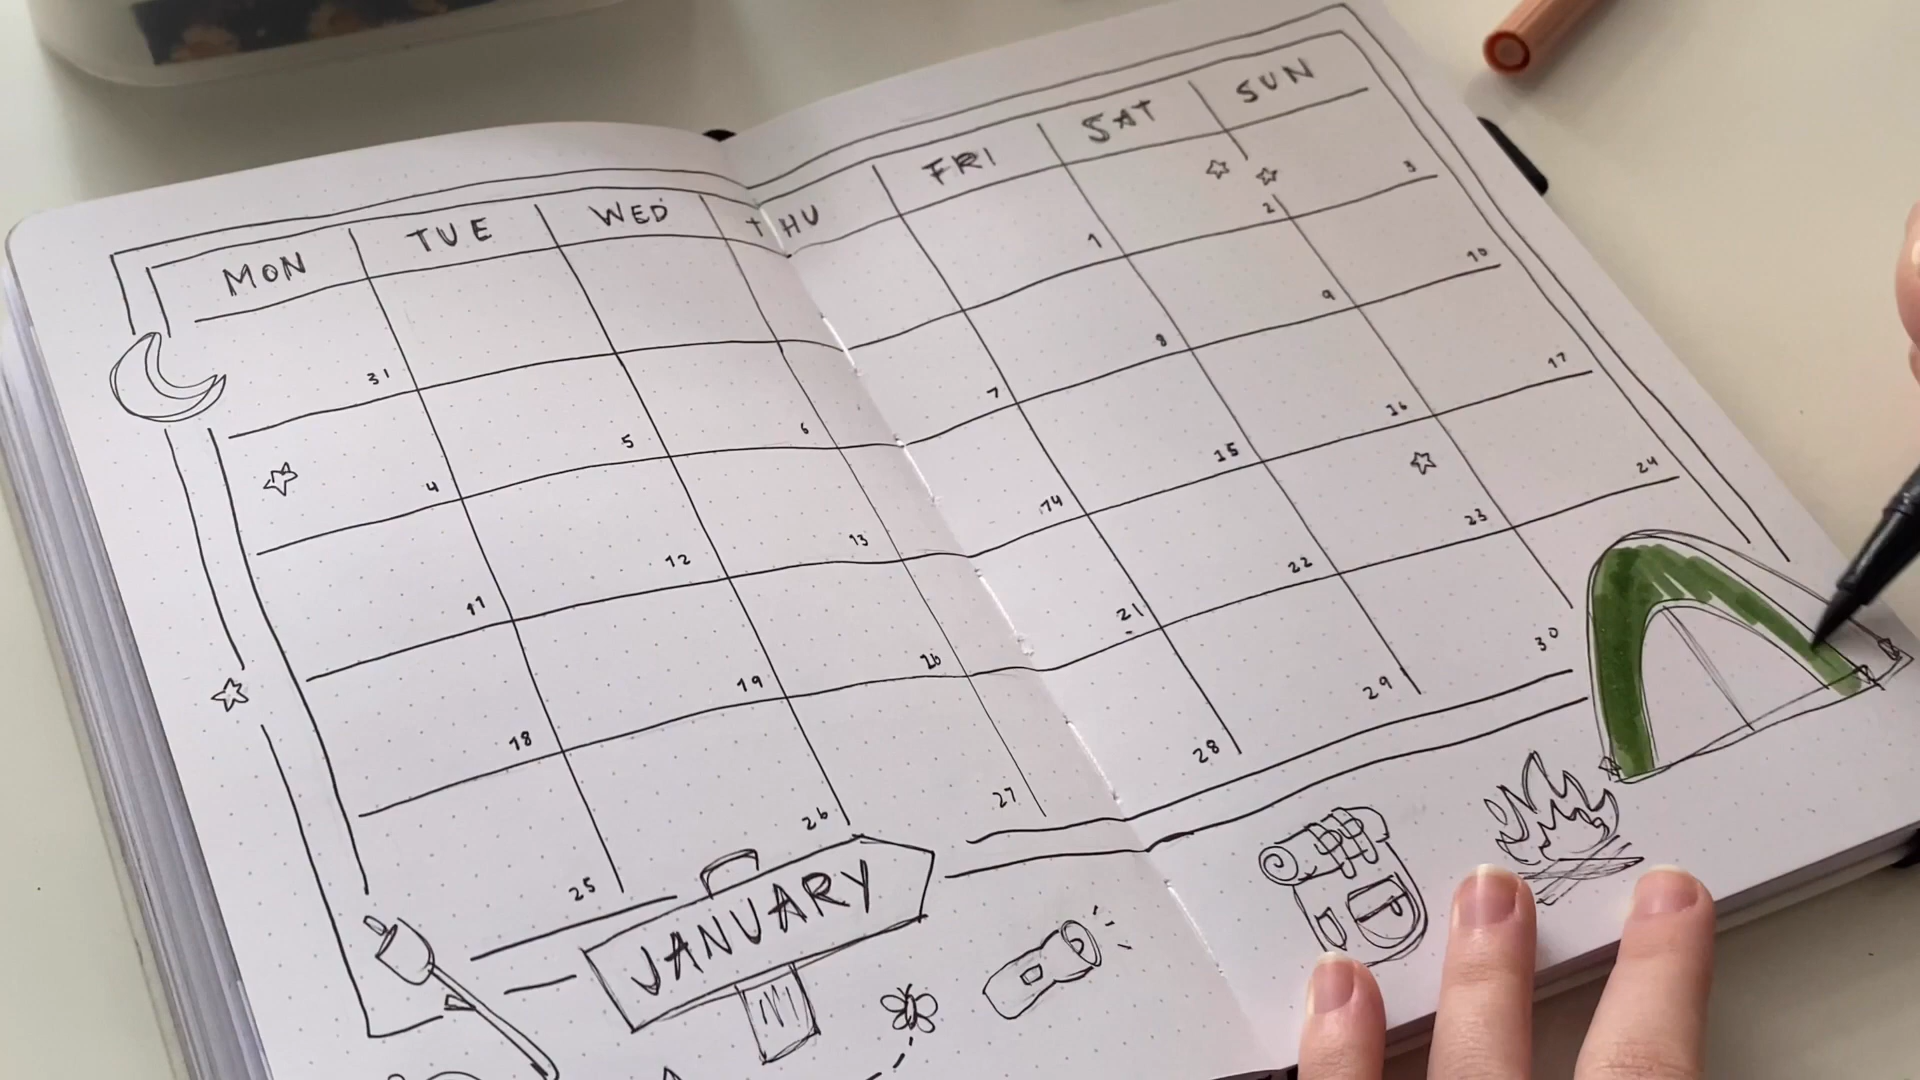 MON TUE WED THU FRI SAT SUN
1 2 3
31
4 5 6 7 8 9 10
11 12 13 14 15 16 17
18 19 20 21 22 23 24
25 26 27 28 29 30
JANUARY